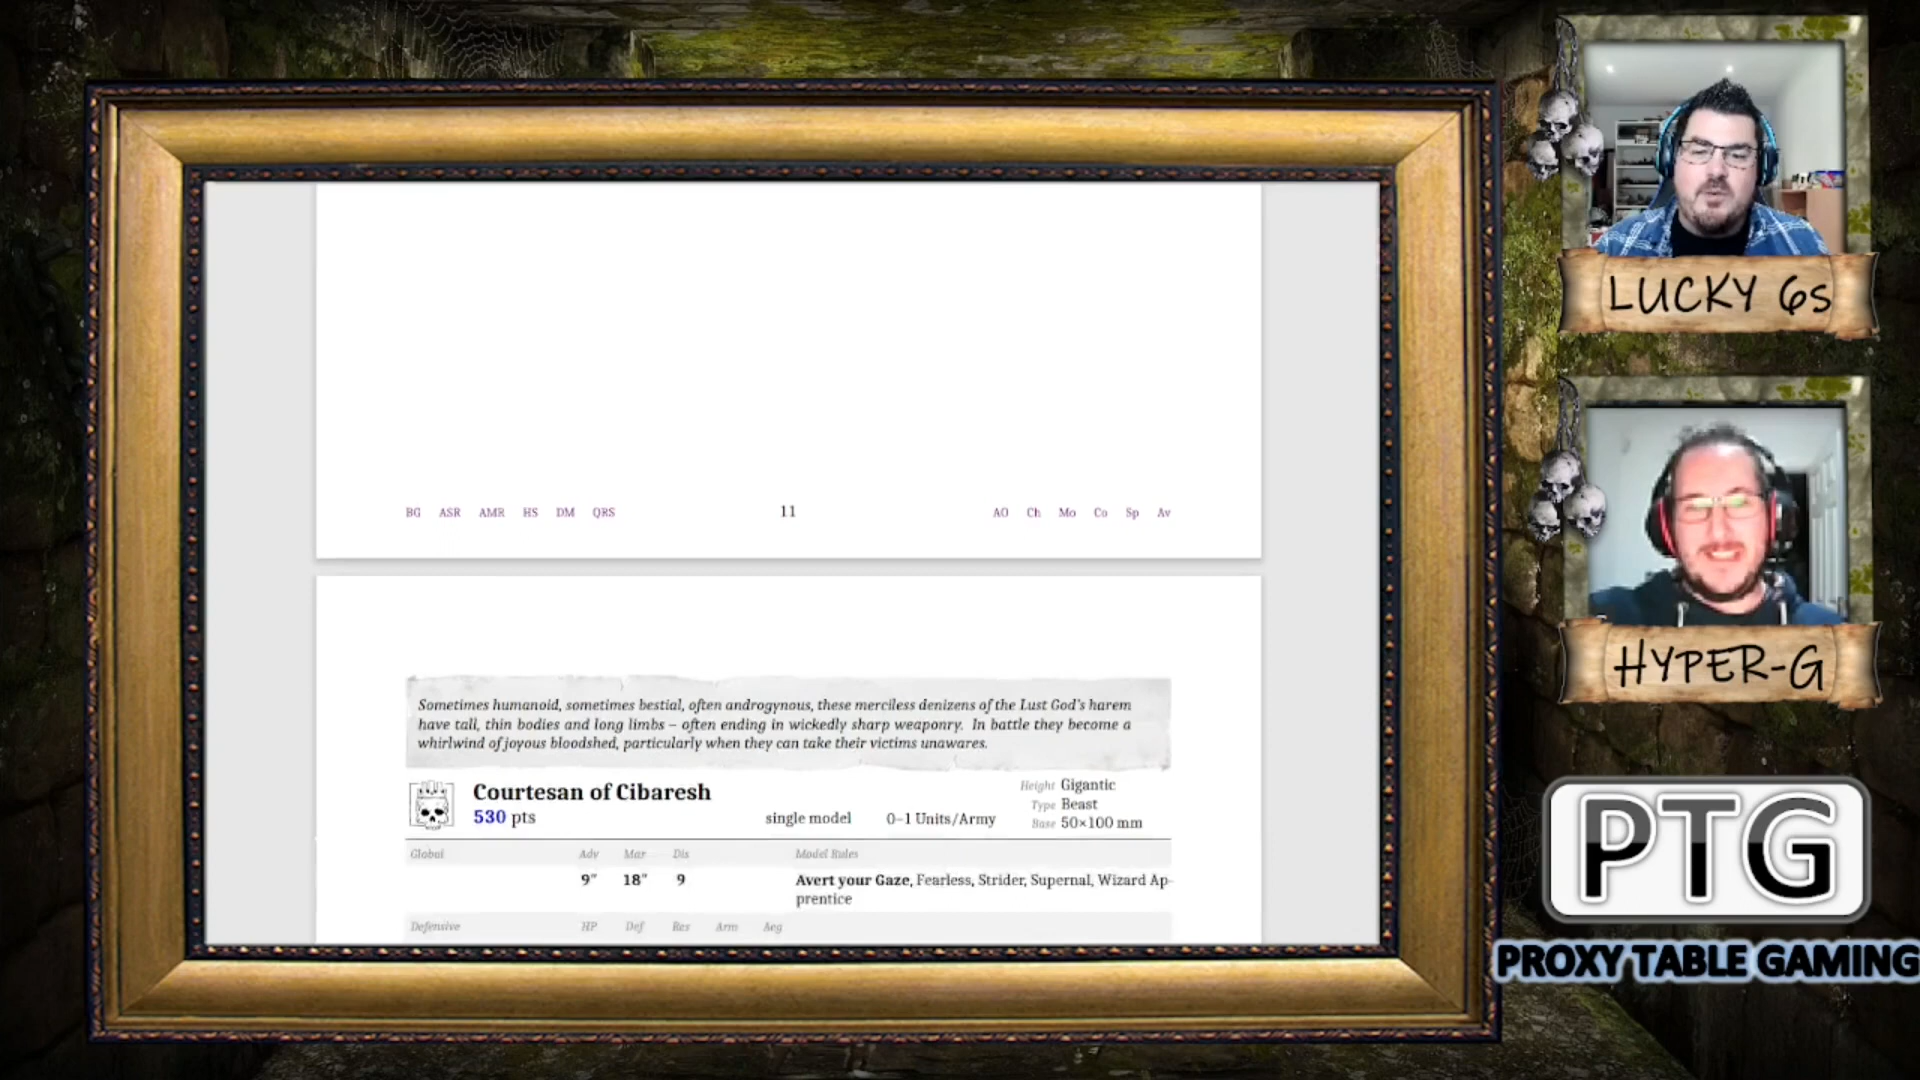 BG ASR AMR HS DM QRS 11 AO Ch Mo Co Sp Av
Sometimes humanoid, sometimes bestial, often androgynous, these merciless denizens of the Lust God's harem
have tall, thin bodies and long limbs – often ending in wickedly sharp weaponry. In battle they become a
whirlwind of joyous bloodshed, particularly when they can take their victims unawares.
Courtesan of Cibaresh
530 pts
single model 0–1 Units/Army
Height Gigantic
Type Beast
Base 50×100 mm
Global Adv Mar Dis Model Rules
9" 18" 9 Avert your Gaze, Fearless, Strider, Supernal, Wizard Ap-
prentice
Defensive HP Def Res Arm Aeg
LUCKY 6s
HYPER-G
PTG
PROXY TABLE GAMING